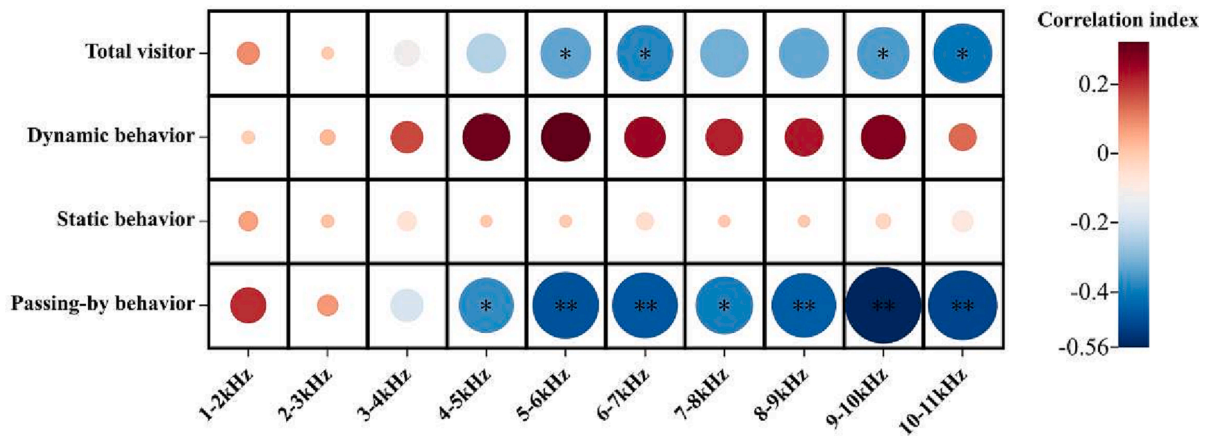 Correlation index
Total visitor
* * * *
0.2
Dynamic behavior
0
Static behavior
-0.2
Passing-by behavior
* ** ** * ** ** **
-0.4
-0.56
1-2kHz 2-3kHz 3-4kHz 4-5kHz 5-6kHz 6-7kHz 7-8kHz 8-9kHz 9-10kHz 10-11kHz